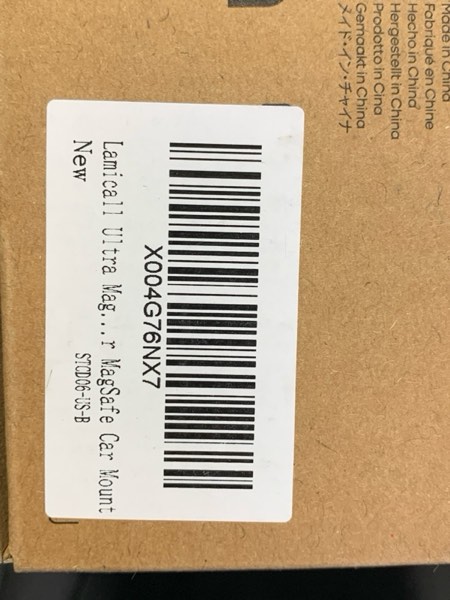 Made in China
Fabriqué en Chine
Hecho in China
Hergestellt in China
Prodotto in Cina
Gemaakt in China
メイド・イン・チャイナ
X004G76NX7
Lamicall Ultra Mag...r MagSafe Car Mount
New
STCD06-US-B